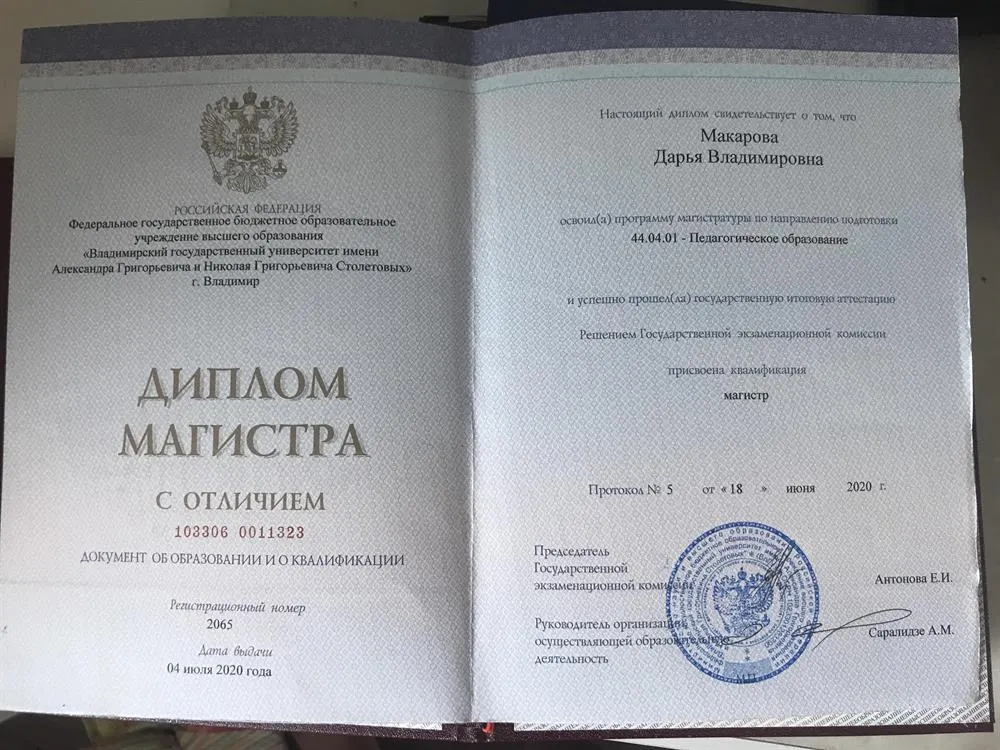 РОССИЙСКАЯ ФЕДЕРАЦИЯ
Федеральное государственное бюджетное образовательное
учреждение высшего образования
«Владимирский государственный университет имени
Александра Григорьевича и Николая Григорьевича Столетовых»
г. Владимир
ДИПЛОМ
МАГИСТРА
С ОТЛИЧИЕМ
103306 0011323
ДОКУМЕНТ ОБ ОБРАЗОВАНИИ И О КВАЛИФИКАЦИИ
Регистрационный номер
2065
Дата выдачи
04 июля 2020 года
Настоящий диплом свидетельствует о том, что
Макарова
Дарья Владимировна
освоил(а) программу магистратуры по направлению подготовки
44.04.01 - Педагогическое образование
и успешно прошел(ла) государственную итоговую аттестацию
Решением Государственной экзаменационной комиссии
присвоена квалификация
магистр
Протокол № 5 от « 18 » июня 2020 г.
Председатель
Государственной
экзаменационной комиссии
Антонова Е.И.
Руководитель организации,
осуществляющей образовательную
деятельность
Саралидзе А.М.
М.П.